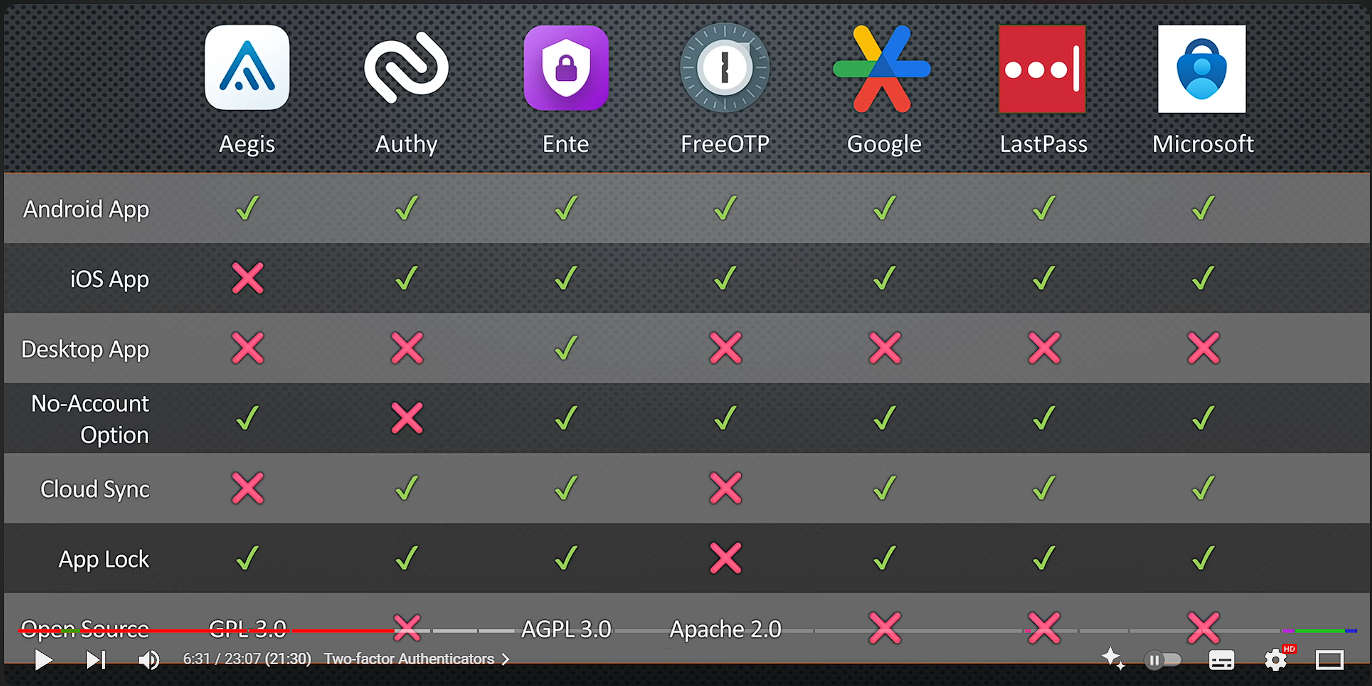 Aegis Authy Ente FreeOTP Google LastPass Microsoft
Android App
iOS App
Desktop App
No-Account
Option
Cloud Sync
App Lock
Open Source GPL 3.0 AGPL 3.0 Apache 2.0
6:31 / 23:07 (21:30) Two-factor Authenticators
HD